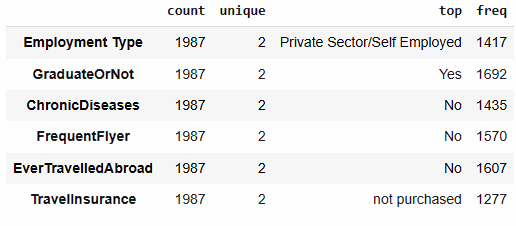 count unique top freq
Employment Type 1987 2 Private Sector/Self Employed 1417
GraduateOrNot 1987 2 Yes 1692
ChronicDiseases 1987 2 No 1435
FrequentFlyer 1987 2 No 1570
EverTravelledAbroad 1987 2 No 1607
TravelInsurance 1987 2 not purchased 1277